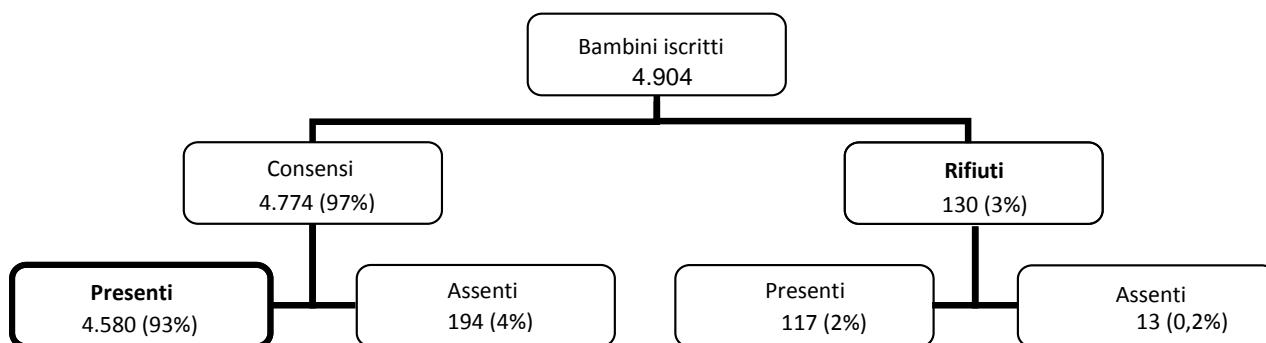 Bambini iscritti
4.904
Consensi
4.774 (97%)
Rifiuti
130 (3%)
Presenti
4.580 (93%)
Assenti
194 (4%)
Presenti
117 (2%)
Assenti
13 (0,2%)